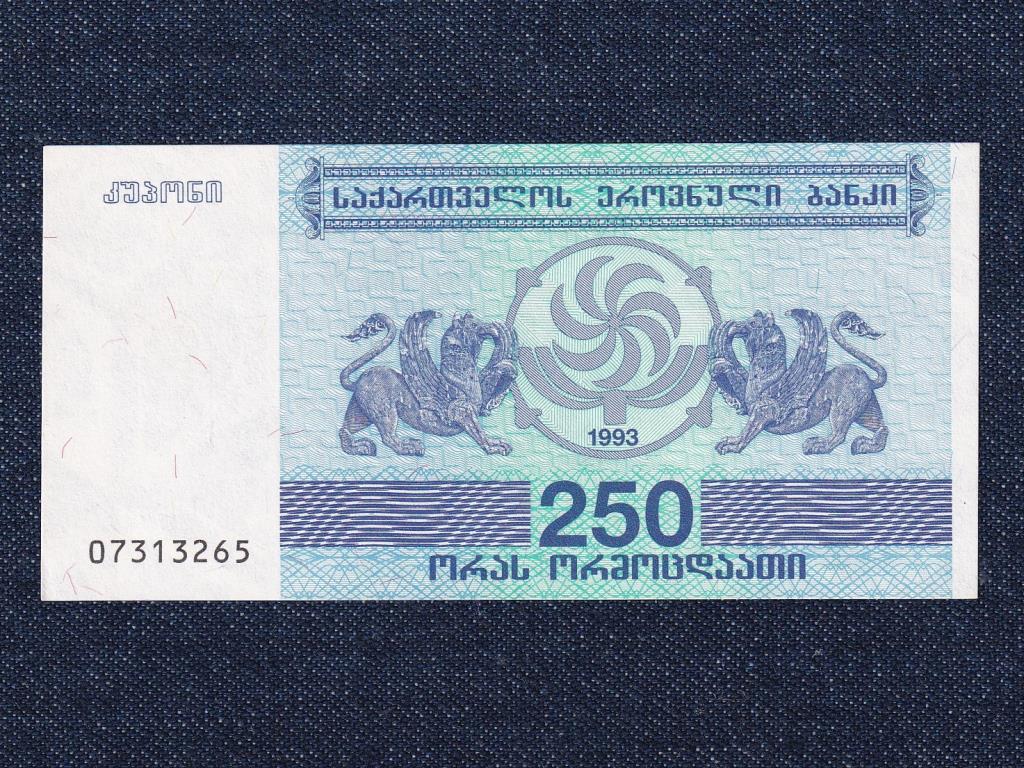 კუპონი
საქართველოს ეროვნული ბანკი
1993
250
07313265
ორას ორმოცდაათი